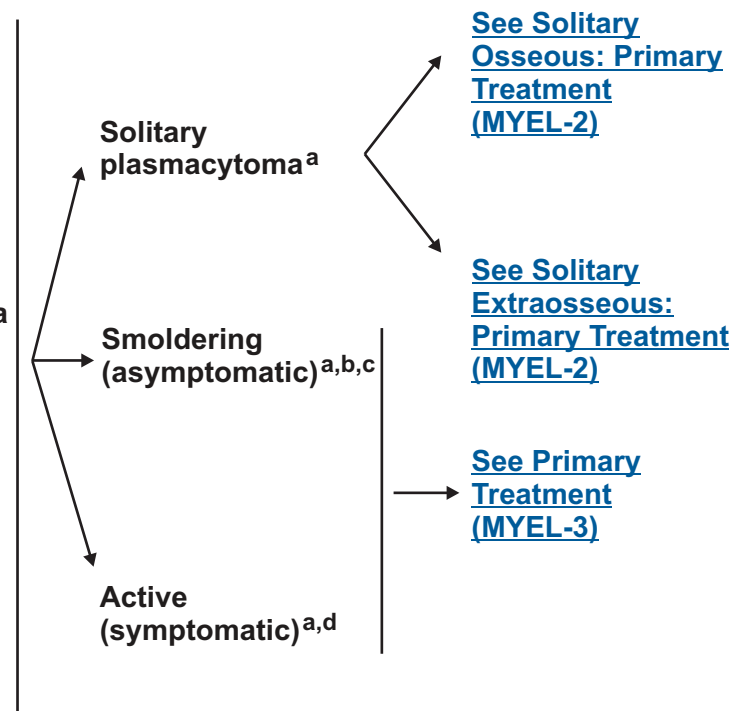 See Solitary
Osseous: Primary
Treatment
(MYEL-2)
Solitary
plasmacytoma a
See Solitary
Extraosseous:
Primary Treatment
(MYEL-2)
a
Smoldering
(asymptomatic) a,b,c
See Primary
Treatment
(MYEL-3)
Active
(symptomatic) a,d